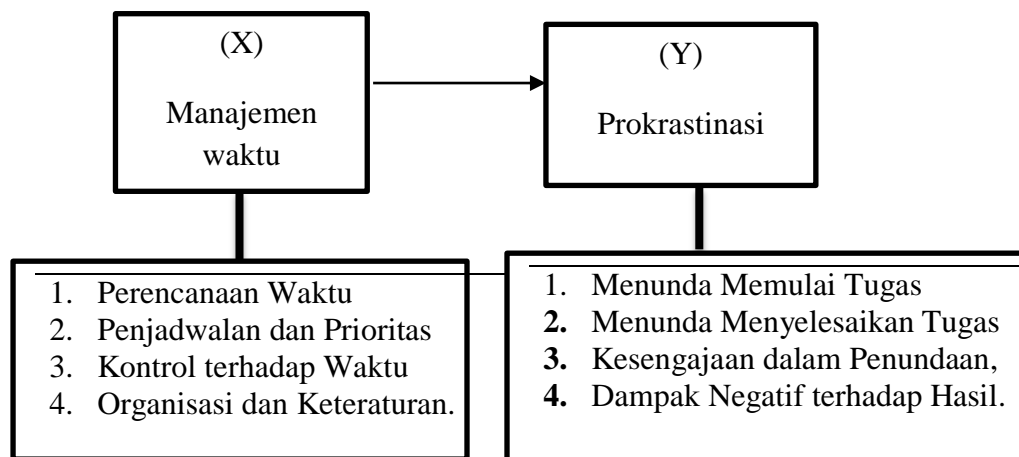 (X)
Manajemen
waktu
(Y)
Prokrastinasi
1. Perencanaan Waktu
2. Penjadwalan dan Prioritas
3. Kontrol terhadap Waktu
4. Organisasi dan Keteraturan.
1. Menunda Memulai Tugas
2. Menunda Menyelesaikan Tugas
3. Kesengajaan dalam Penundaan,
4. Dampak Negatif terhadap Hasil.